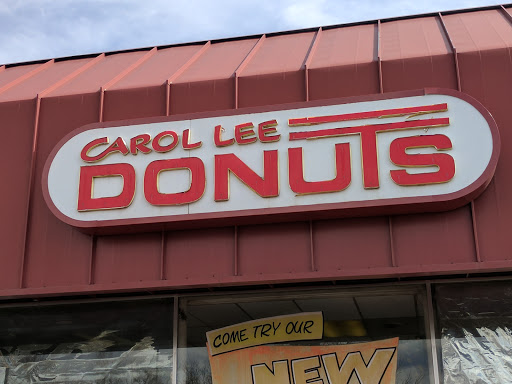 CAROL LEE
DONUTS
COME TRY OUR
NEW